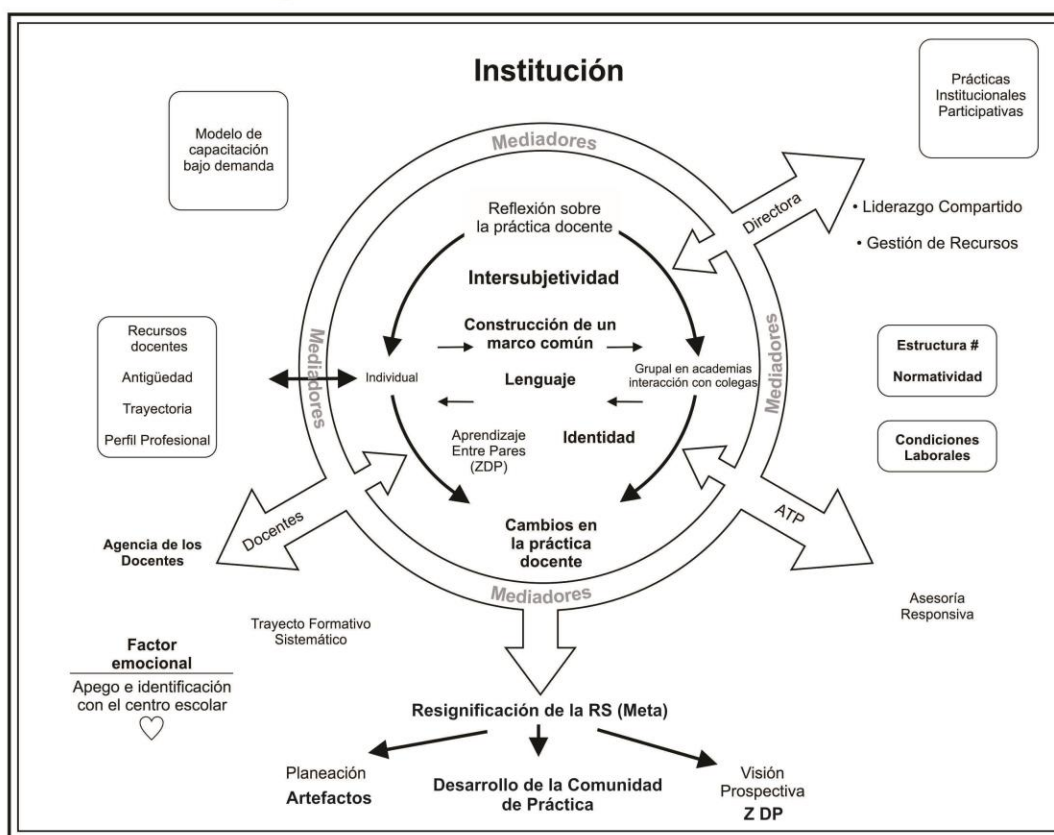 Institución
Prácticas
Institucionales
Participativas
Modelo de
capacitación
bajo demanda
Mediadores
Directora
• Liderazgo Compartido
• Gestión de Recursos
Reflexión sobre
la práctica docente
Intersubjetividad
Construcción de un
marco común
Mediadores
Mediadores
Recursos
docentes
Antigüedad
Trayectoria
Perfil Profesional
Individual
Lenguaje
Grupal en academias
interacción con colegas
Estructura #
Normatividad
Aprendizaje
Entre Pares
(ZDP)
Identidad
Condiciones
Laborales
Docentes
ATP
Cambios en
la práctica
docente
Agencia de los
Docentes
Mediadores
Asesoría
Responsiva
Trayecto Formativo
Sistemático
Factor
emocional
Apego e identificación
con el centro escolar
Resignificación de la RS (Meta)
Planeación
Artefactos
Desarrollo de la Comunidad
de Práctica
Visión
Prospectiva
Z DP